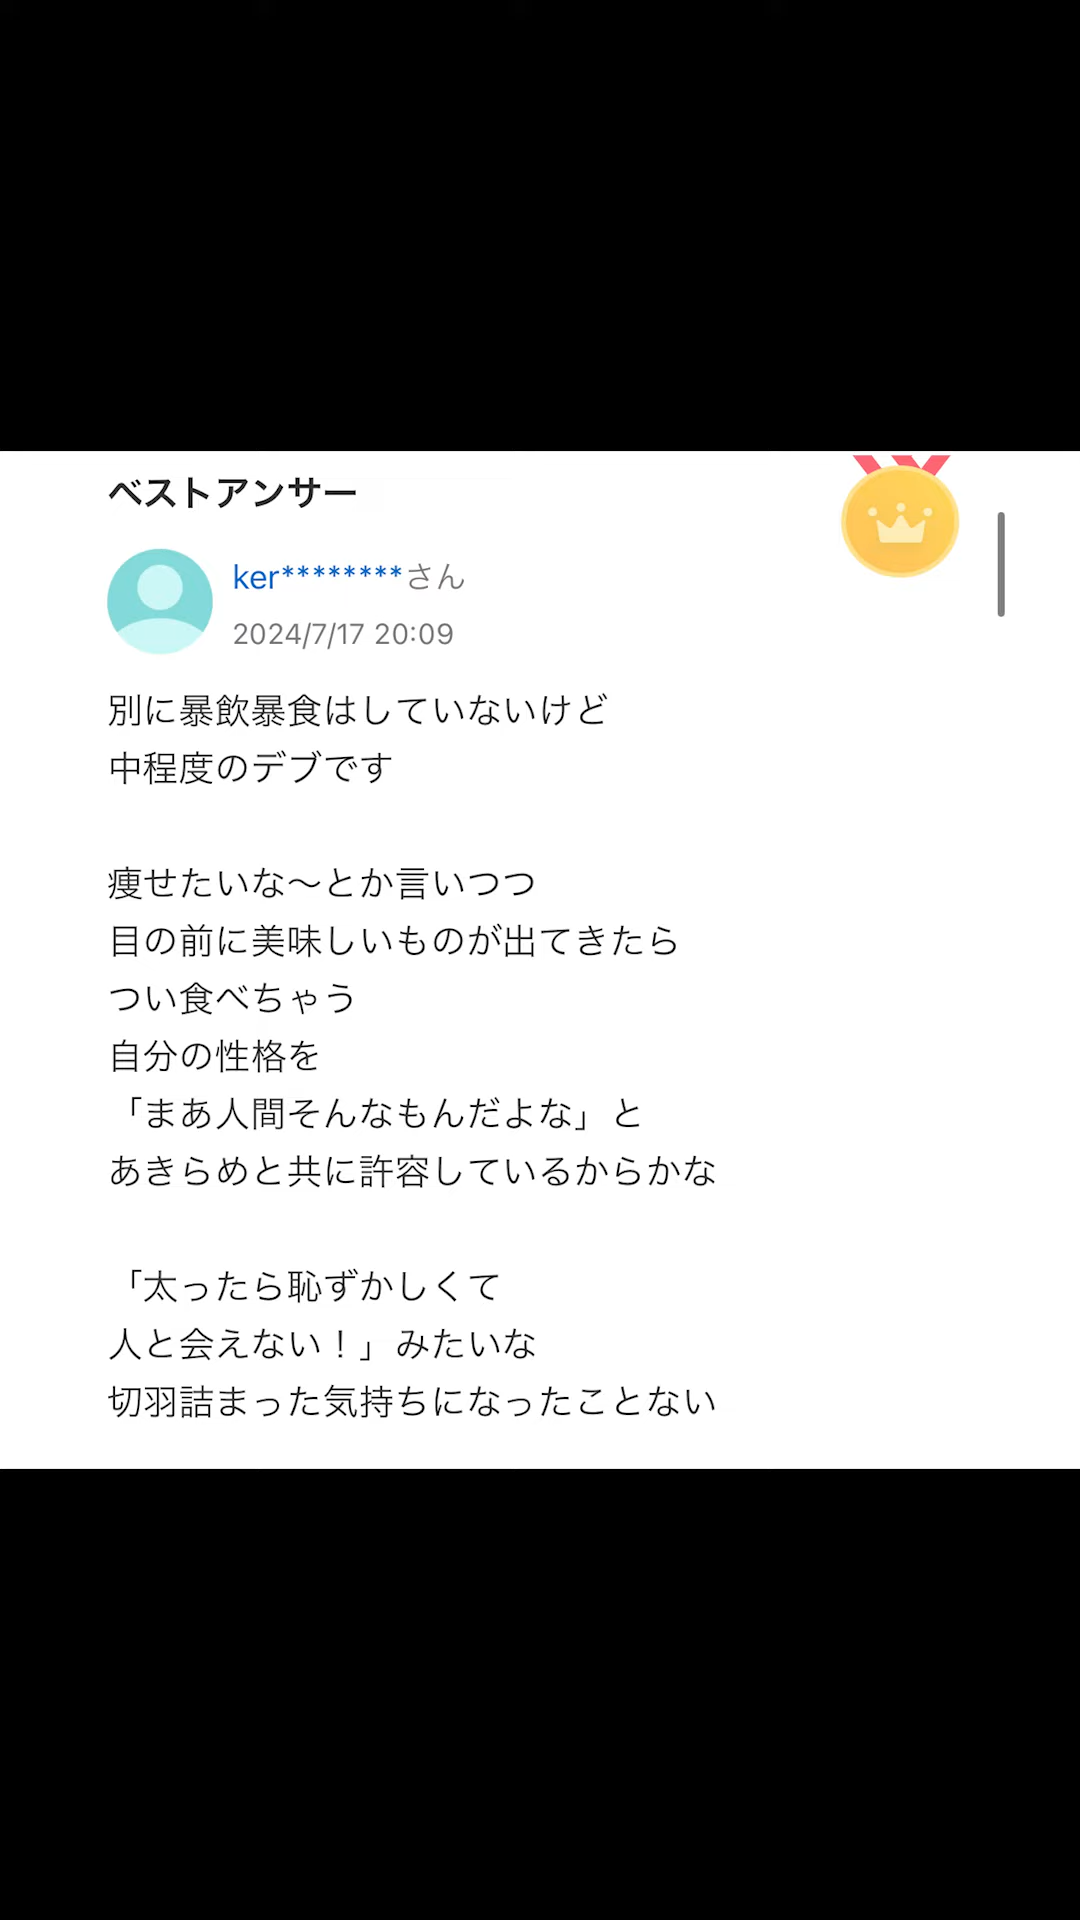 ベストアンサー
ker********さん
2024/7/17 20:09
別に暴飲暴食はしていないけど
中程度のデブです
痩せたいな〜とか言いつつ
目の前に美味しいものが出てきたら
つい食べちゃう
自分の性格を
「まあ人間そんなもんだよな」と
あきらめと共に許容しているからかな
「太ったら恥ずかしくて
人と会えない！」みたいな
切羽詰まった気持ちになったことない